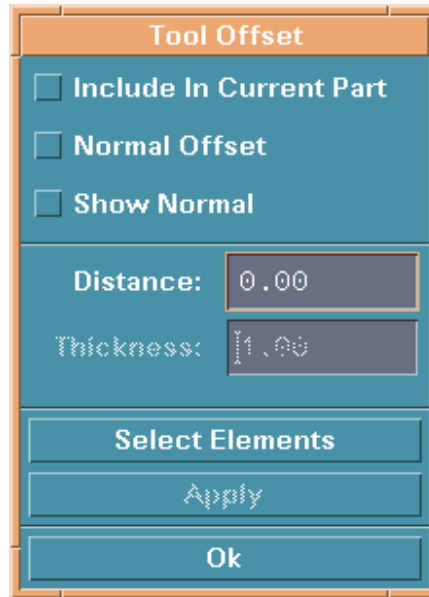 Tool Offset
Include In Current Part
Normal Offset
Show Normal
Distance: 0.00
Thickness: 1.00
Select Elements
Apply
Ok